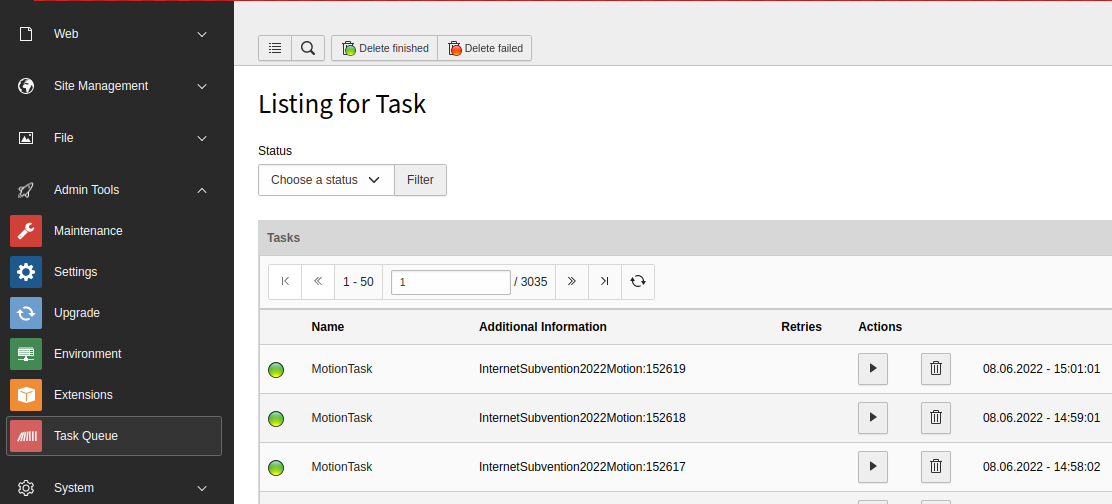 Web
Site Management
File
Admin Tools
Maintenance
Settings
Upgrade
Environment
Extensions
Task Queue
System
Delete finished Delete failed
Listing for Task
Status
Choose a status Filter
Tasks
1 - 50 1 / 3035
Name Additional Information Retries Actions
MotionTask InternetSubvention2022Motion:152619 08.06.2022 - 15:01:01
MotionTask InternetSubvention2022Motion:152618 08.06.2022 - 14:59:01
MotionTask InternetSubvention2022Motion:152617 08.06.2022 - 14:58:02